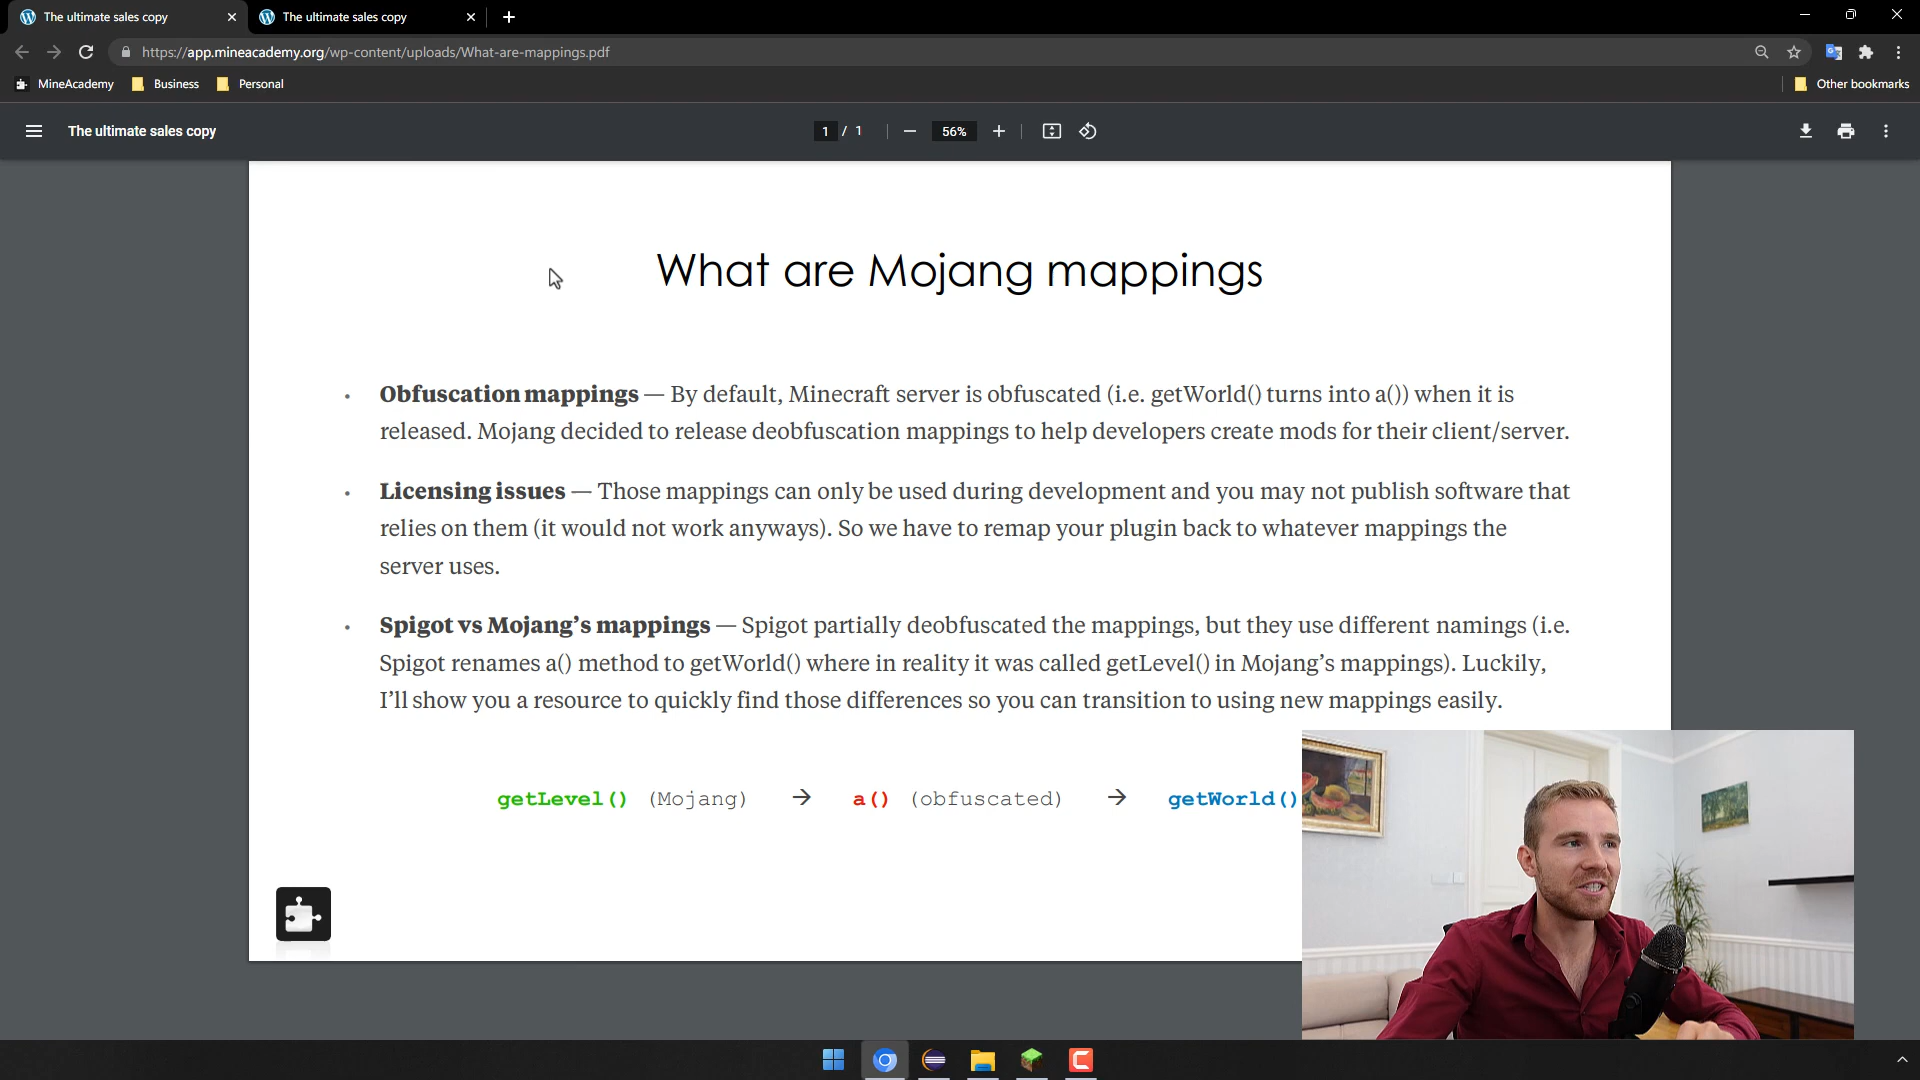 The ultimate sales copy
The ultimate sales copy
https://app.mineacademy.org/wp-content/uploads/What-are-mappings.pdf
MineAcademy
Business
Personal
Other bookmarks
The ultimate sales copy
1 / 1
56%
What are Mojang mappings
• Obfuscation mappings — By default, Minecraft server is obfuscated (i.e. getWorld() turns into a()) when it is
released. Mojang decided to release deobfuscation mappings to help developers create mods for their client/server.
• Licensing issues — Those mappings can only be used during development and you may not publish software that
relies on them (it would not work anyways). So we have to remap your plugin back to whatever mappings the
server uses.
• Spigot vs Mojang’s mappings — Spigot partially deobfuscated the mappings, but they use different namings (i.e.
Spigot renames a() method to getWorld() where in reality it was called getLevel() in Mojang’s mappings). Luckily,
I’ll show you a resource to quickly find those differences so you can transition to using new mappings easily.
getLevel() (Mojang) → a() (obfuscated) → getWorld()